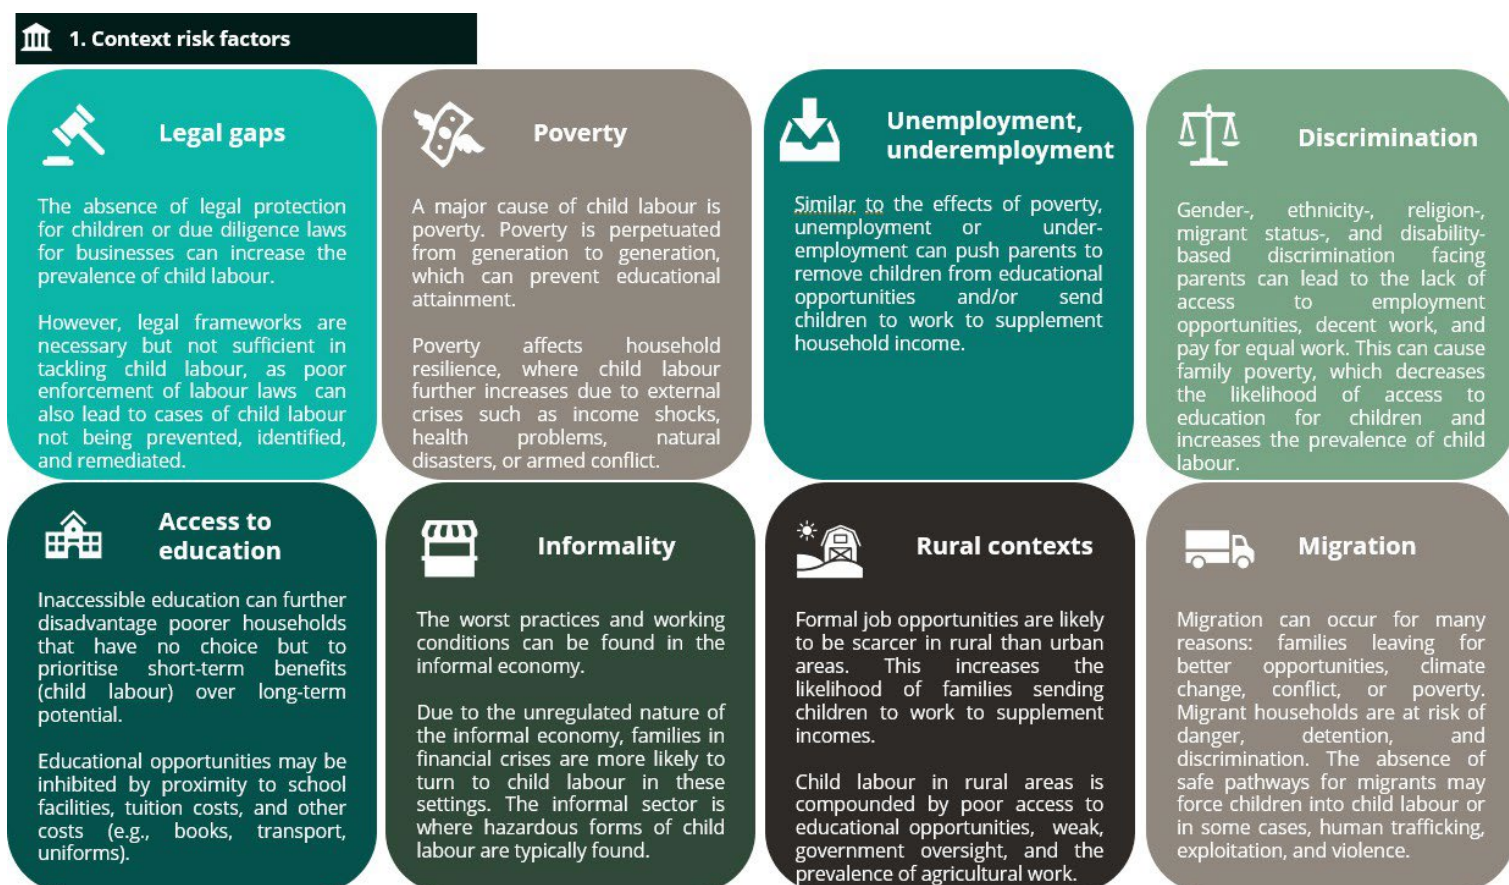 1. Context risk factors
Legal gaps
The absence of legal protection
for children or due diligence laws
for businesses can increase the
prevalence of child labour.
However, legal frameworks are
necessary but not sufficient in
tackling child labour, as poor
enforcement of labour laws can
also lead to cases of child labour
not being prevented, identified,
and remediated.
Poverty
A major cause of child labour is
poverty. Poverty is perpetuated
from generation to generation,
which can prevent educational
attainment.
Poverty affects household
resilience, where child labour
further increases due to external
crises such as income shocks,
health problems, natural
disasters, or armed conflict.
Unemployment,
underemployment
Similar to the effects of poverty,
unemployment or under-
employment can push parents to
remove children from educational
opportunities and/or send
children to work to supplement
household income.
Discrimination
Gender-, ethnicity-, religion-,
migrant status-, and disability-
based discrimination facing
parents can lead to the lack of
access to employment
opportunities, decent work, and
pay for equal work. This can cause
family poverty, which decreases
the likelihood of access to
education for children and
increases the prevalence of child
labour.
Access to
education
Inaccessible education can further
disadvantage poorer households
that have no choice but to
prioritise short-term benefits
(child labour) over long-term
potential.
Educational opportunities may be
inhibited by proximity to school
facilities, tuition costs, and other
costs (e.g., books, transport,
uniforms).
Informality
The worst practices and working
conditions can be found in the
informal economy.
Due to the unregulated nature of
the informal economy, families in
financial crises are more likely to
turn to child labour in these
settings. The informal sector is
where hazardous forms of child
labour are typically found.
Rural contexts
Formal job opportunities are likely
to be scarcer in rural than urban
areas. This increases the
likelihood of families sending
children to work to supplement
incomes.
Child labour in rural areas is
compounded by poor access to
educational opportunities, weak,
government oversight, and the
prevalence of agricultural work.
Migration
Migration can occur for many
reasons: families leaving for
better opportunities, climate
change, conflict, or poverty.
Migrant households are at risk of
danger, detention, and
discrimination. The absence of
safe pathways for migrants may
force children into child labour or
in some cases, human trafficking,
exploitation, and violence.